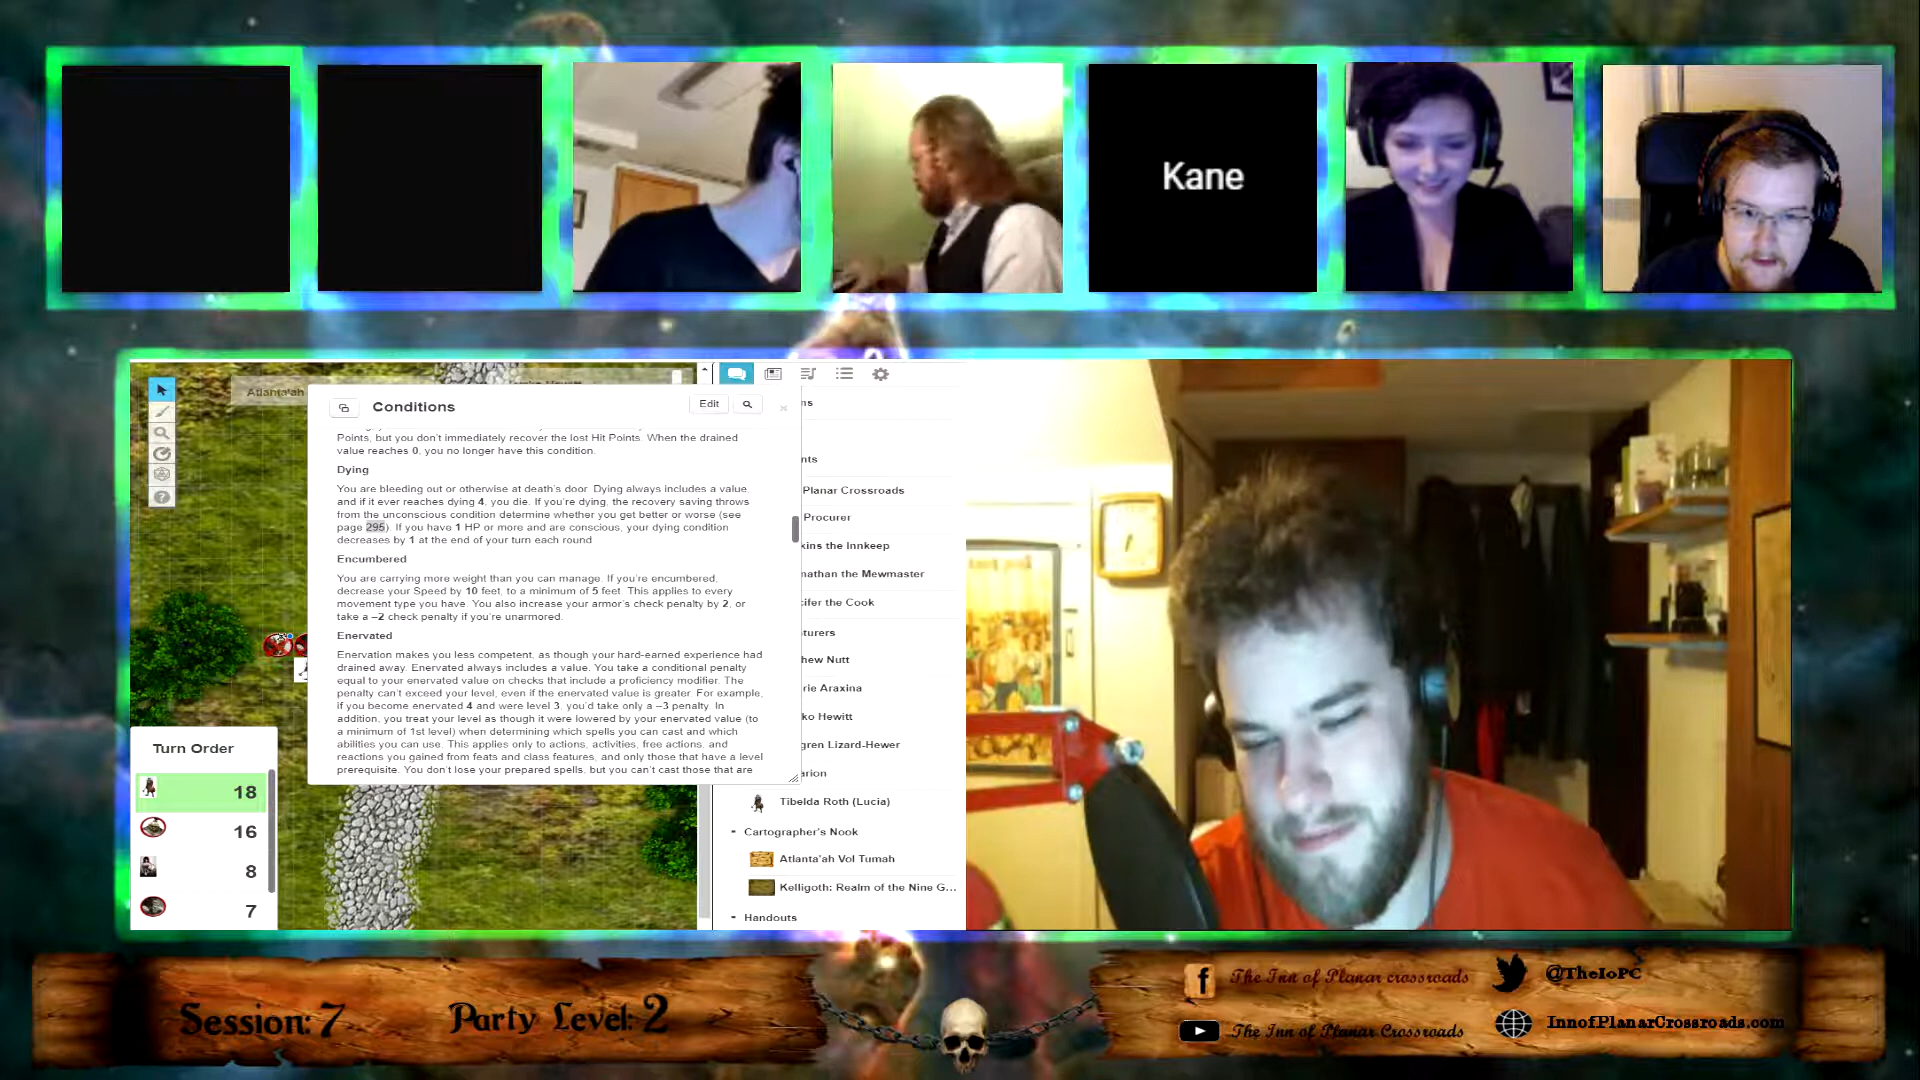 Kane
Atlanta'ah
Conditions
Edit
Points, but you don't immediately recover the lost Hit Points. When the drained
value reaches 0, you no longer have this condition.
Dying
You are bleeding out or otherwise at death's door. Dying always includes a value,
and if it ever reaches dying 4, you die. If you're dying, the recovery saving throws
from the unconscious condition determine whether you get better or worse (see
page 295). If you have 1 HP or more and are conscious, your dying condition
decreases by 1 at the end of your turn each round
Encumbered
You are carrying more weight than you can manage. If you're encumbered,
decrease your Speed by 10 feet, to a minimum of 5 feet. This applies to every
movement type you have. You also increase your armor's check penalty by 2, or
take a –2 check penalty if you're unarmored.
Enervated
Enervation makes you less competent, as though your hard-earned experience had
drained away. Enervated always includes a value. You take a conditional penalty
equal to your enervated value on checks that include a proficiency modifier. The
penalty can't exceed your level, even if the enervated value is greater. For example,
if you become enervated 4 and were level 3, you'd take only a –3 penalty. In
addition, you treat your level as though it were lowered by your enervated value (to
a minimum of 1st level) when determining which spells you can cast and which
abilities you can use. This applies only to actions, activities, free actions, and
reactions you gained from feats and class features, and only those that have a level
prerequisite. You don't lose your prepared spells, but you can't cast those that are
Turn Order
18
16
8
7
ns
nts
Planar Crossroads
Procurer
kins the Innkeep
nathan the Mewmaster
cifer the Cook
turers
hew Nutt
rie Araxina
ko Hewitt
gren Lizard-Hewer
arion
Tibelda Roth (Lucia)
Cartographer's Nook
Atlanta'ah Vol Tumah
Kelligoth: Realm of the Nine G...
Handouts
Session: 7
Party Level: 2
The Inn of Planar crossroads
@TheIoPC
The Inn of Planar Crossroads
InnofPlanarCrossroads.com